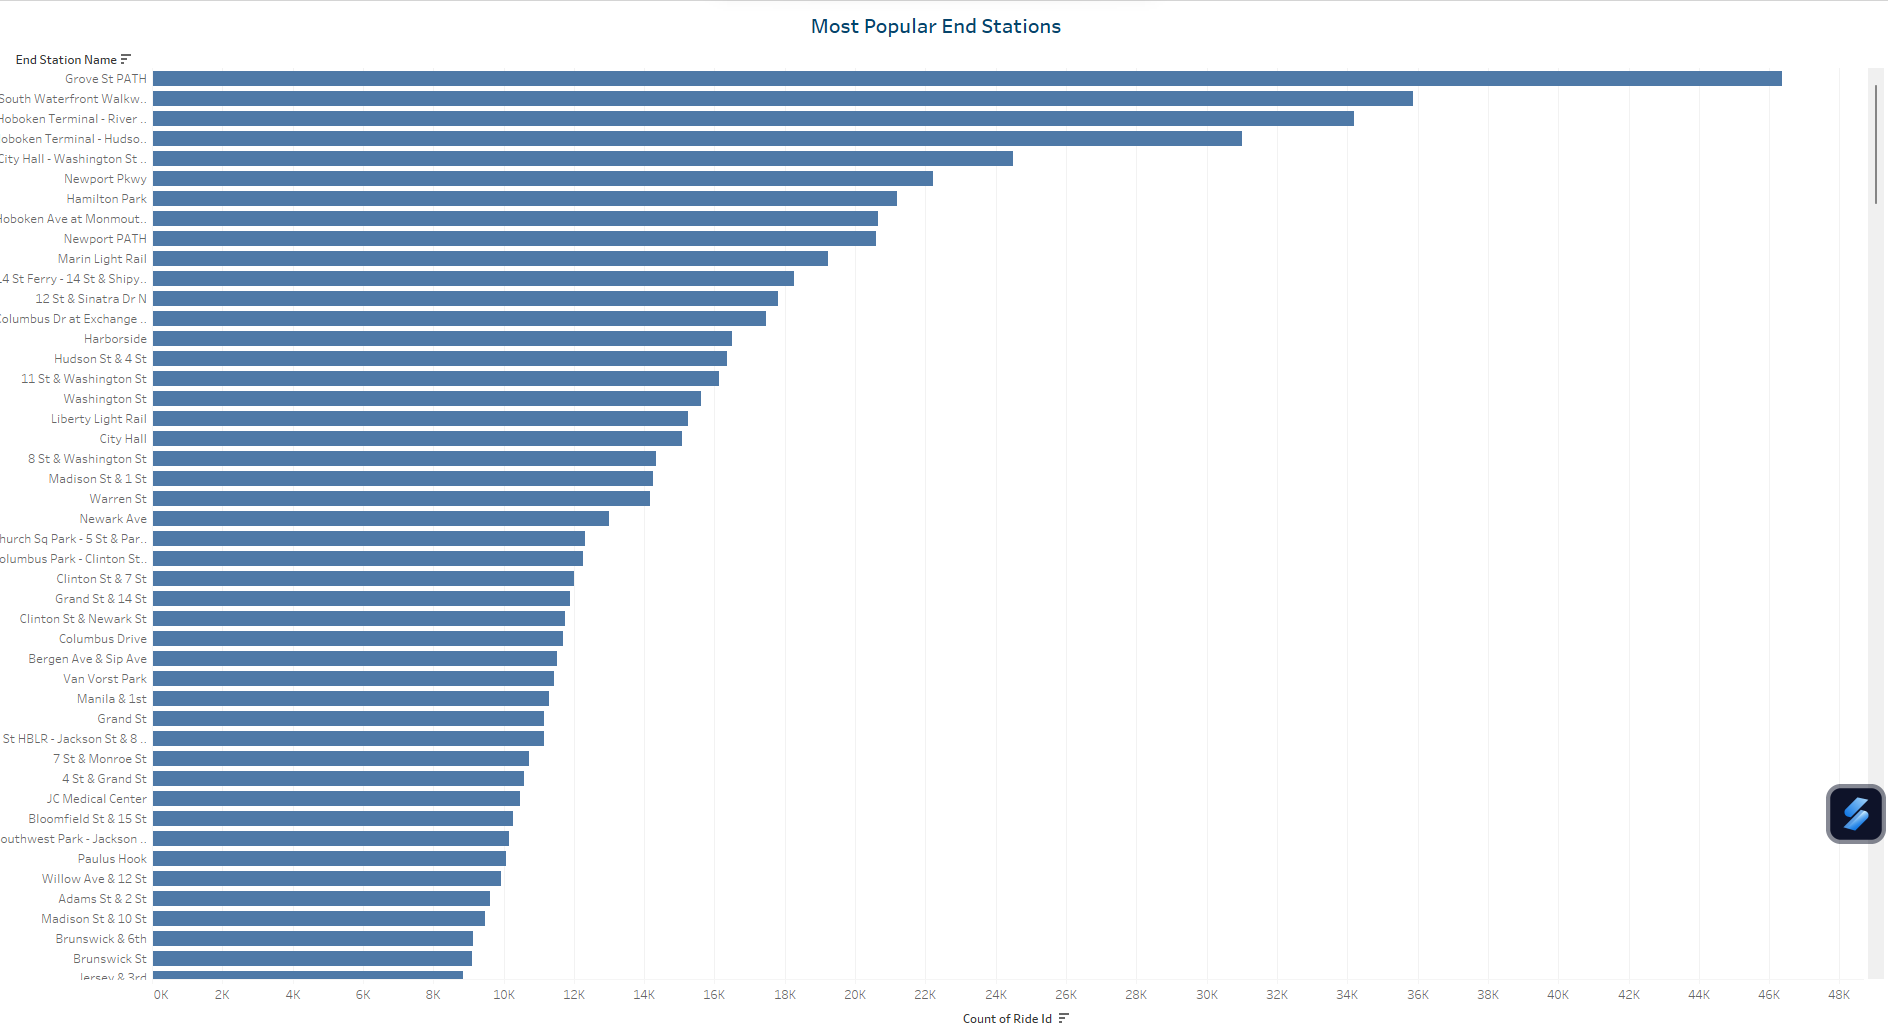 Most Popular End Stations
End Station Name
Grove St PATH
South Waterfront Walkw..
Hoboken Terminal - River ..
oboken Terminal - Hudso..
City Hall - Washington St ..
Newport Pkwy
Hamilton Park
Hoboken Ave at Monmout..
Newport PATH
Marin Light Rail
14 St Ferry - 14 St & Shipy..
12 St & Sinatra Dr N
Columbus Dr at Exchange ..
Harborside
Hudson St & 4 St
11 St & Washington St
Washington St
Liberty Light Rail
City Hall
8 St & Washington St
Madison St & 1 St
Warren St
Newark Ave
hurch Sq Park - 5 St & Par..
olumbus Park - Clinton St..
Clinton St & 7 St
Grand St & 14 St
Clinton St & Newark St
Columbus Drive
Bergen Ave & Sip Ave
Van Vorst Park
Manila & 1st
Grand St
St HBLR - Jackson St & 8 ..
7 St & Monroe St
4 St & Grand St
JC Medical Center
Bloomfield St & 15 St
outhwest Park - Jackson ..
Paulus Hook
Willow Ave & 12 St
Adams St & 2 St
Madison St & 10 St
Brunswick & 6th
Brunswick St
Jersey & 3rd
0K 2K 4K 6K 8K 10K 12K 14K 16K 18K 20K 22K 24K 26K 28K 30K 32K 34K 36K 38K 40K 42K 44K 46K 48K
Count of Ride Id